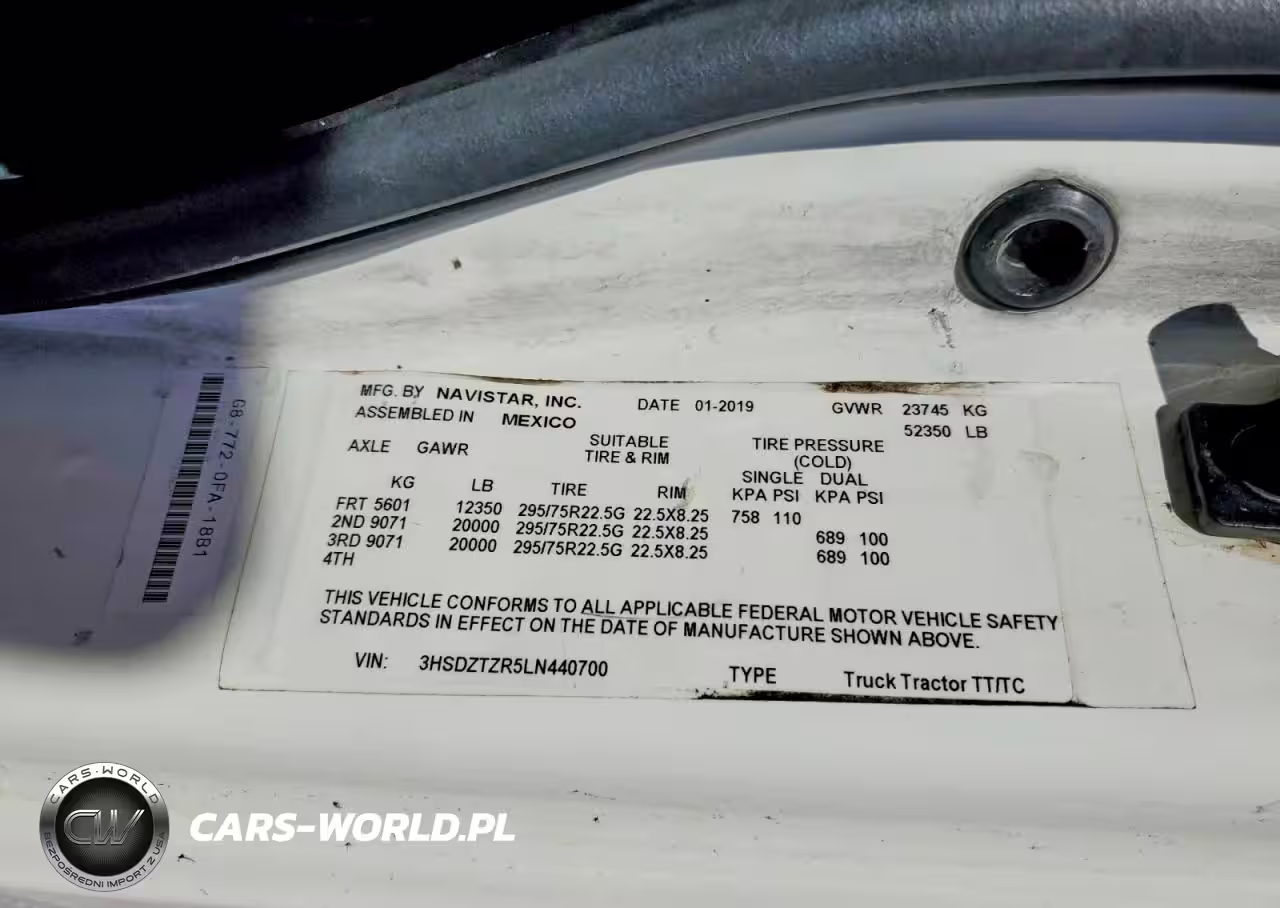 MFG. BY NAVISTAR, INC. DATE 01-2019 GVWR 23745 KG
ASSEMBLED IN MEXICO 52350 LB
AXLE GAWR SUITABLE TIRE PRESSURE
TIRE & RIM (COLD)
SINGLE DUAL
KG LB TIRE RIM KPA PSI KPA PSI
FRT 5601 12350 295/75R22.5G 22.5X8.25 758 110
2ND 9071 20000 295/75R22.5G 22.5X8.25 689 100
3RD 9071 20000 295/75R22.5G 22.5X8.25 689 100
4TH
THIS VEHICLE CONFORMS TO ALL APPLICABLE FEDERAL MOTOR VEHICLE SAFETY
STANDARDS IN EFFECT ON THE DATE OF MANUFACTURE SHOWN ABOVE.
VIN: 3HSDZTZR5LN440700 TYPE Truck Tractor TT/TC
G8-772-0FA-1881
CARS-WORLD
CW
BEZPOŚREDNI IMPORT Z USA
CARS-WORLD.PL